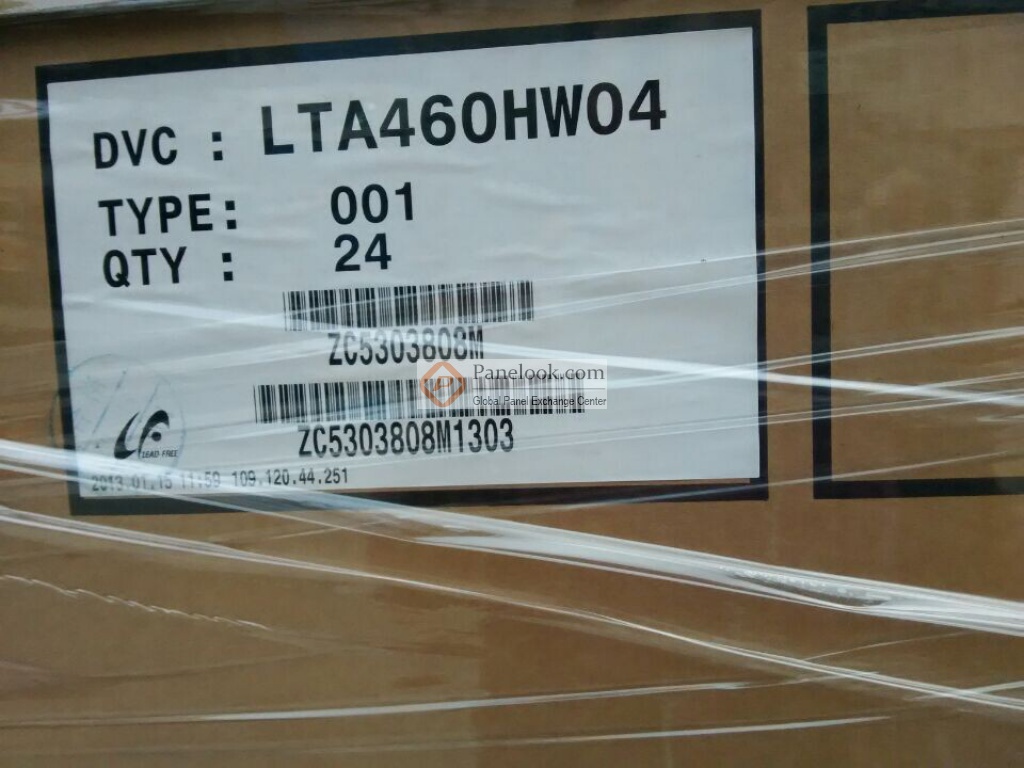 DVC : LTA460HW04
TYPE: 001
QTY : 24
ZC5303808M
Panelook.com
Global Panel Exchange Center
ZC5303808M1303
LEAD-FREE
2013.01.15 11:59 109.120.44.251